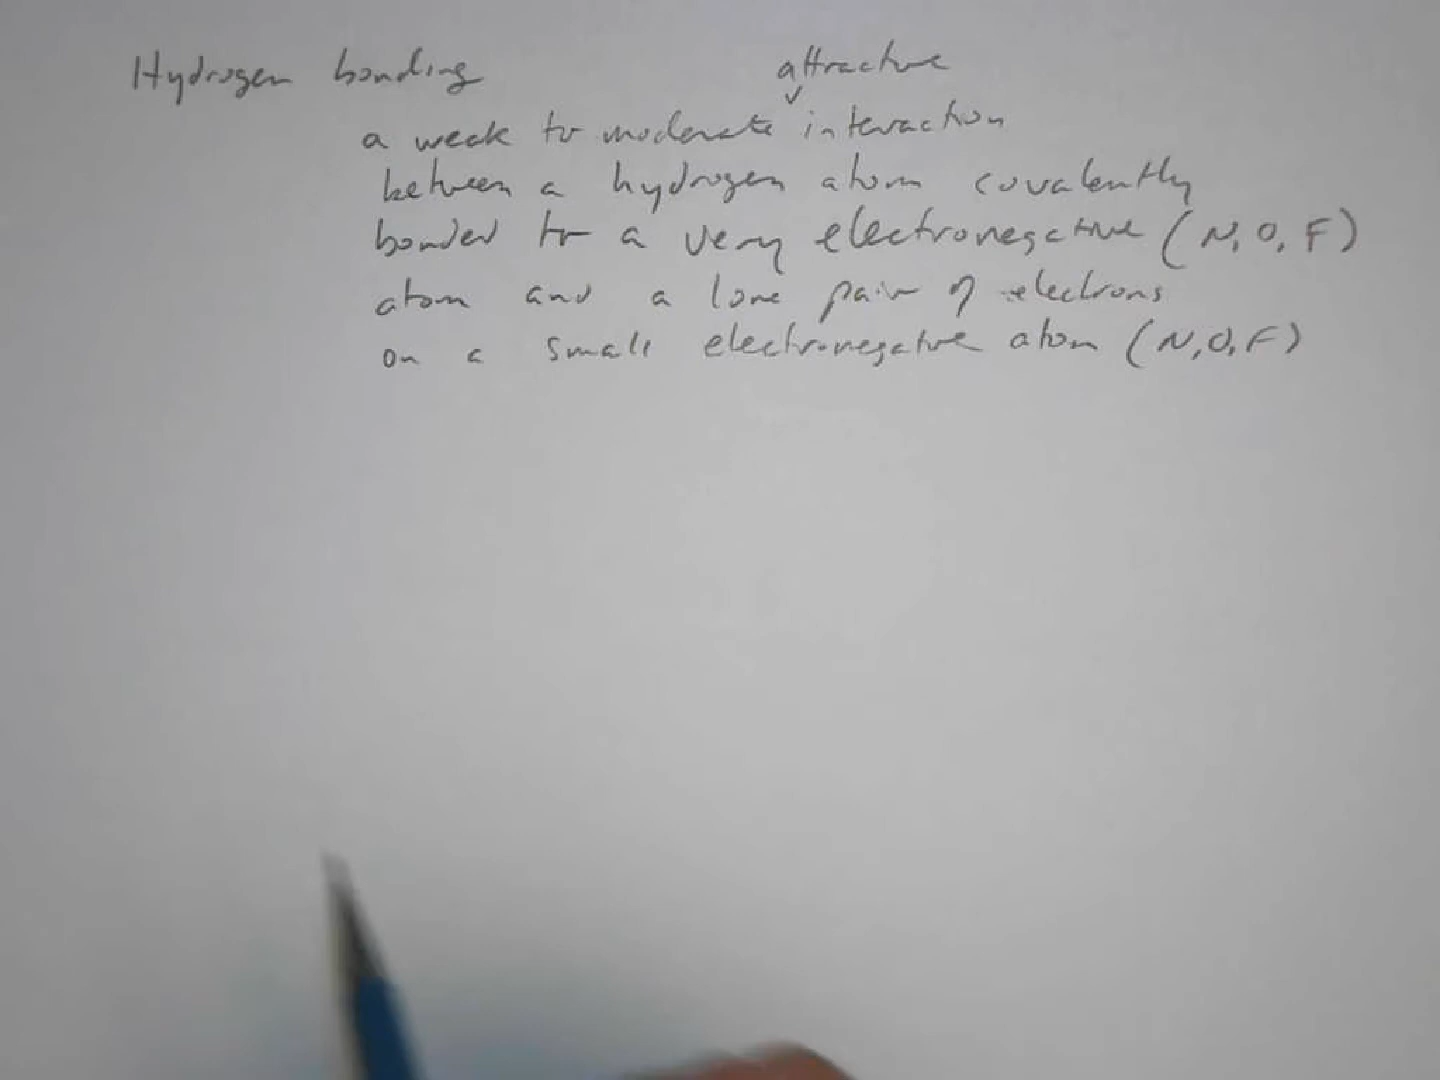 Hydrogen bonding
attractive
a weak to moderate interaction
between a hydrogen atom covalently
bonded to a very electronegative (N, O, F)
atom and a lone pair of electrons
on a small electronegative atom (N, O, F)